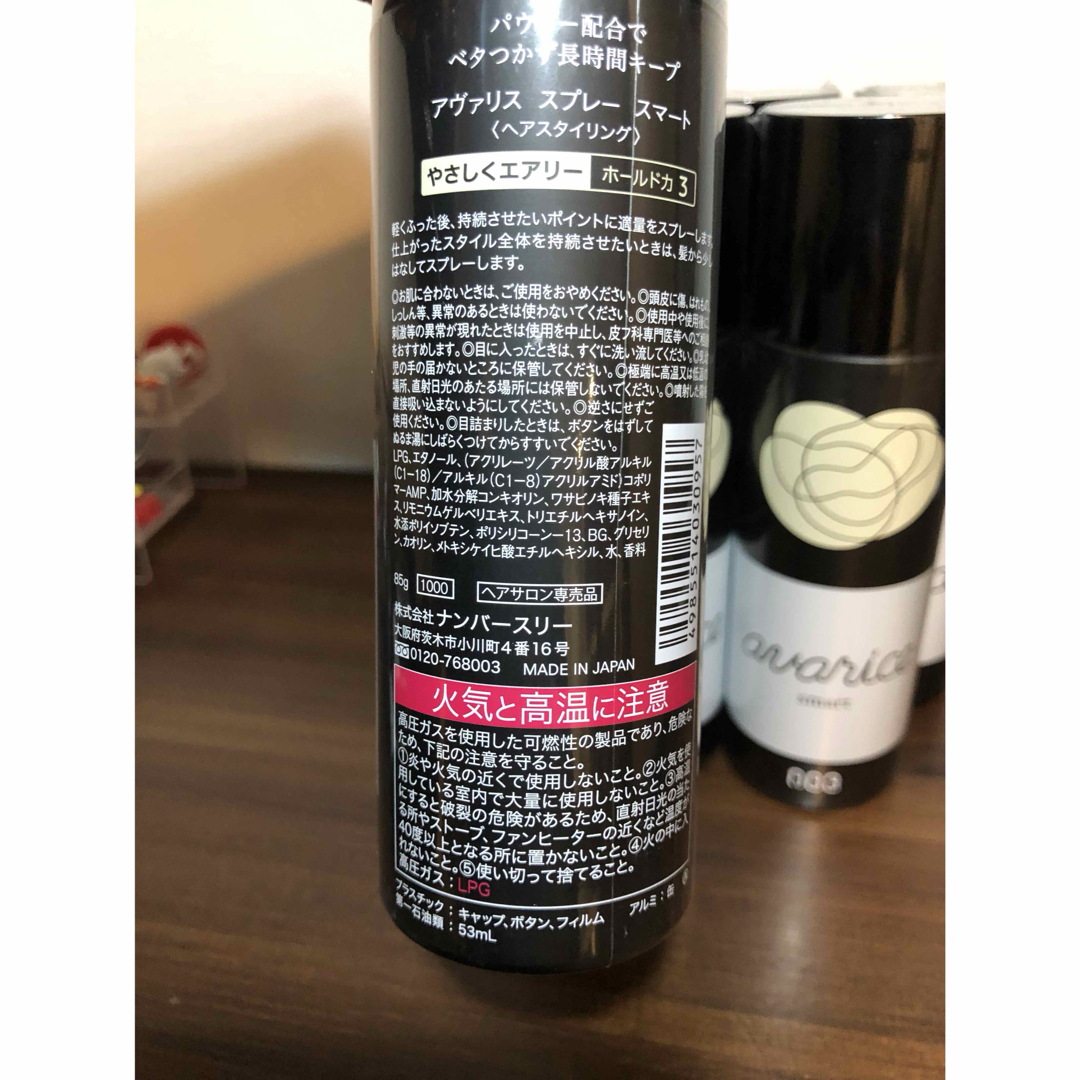 パウダー配合で
ベタつかず長時間キープ
アヴァリス スプレー スマート
〈ヘアスタイリング〉
やさしくエアリー ホールド力 3
軽くふった後、持続させたいポイントに適量をスプレーします。
仕上がったスタイル全体を持続させたいときは、髪から少し
はなしてスプレーします。
◎お肌に合わないときは、ご使用をおやめください。◎頭皮に傷、はれもの、
しっしん等、異常のあるときは使わないでください。◎使用中や使用後に
刺激等の異常が現れたときは使用を中止し、皮フ科専門医等へのご相談
をおすすめします。◎目に入ったときは、すぐに洗い流してください。
児の手の届かないところに保管してください。◎極端に高温又は低温の
場所、直射日光のあたる場所には保管しないでください。◎噴射した
直接吸い込まないようにしてください。◎逆さにせずご
使用ください。◎目詰まりしたときは、ボタンをはずして
ぬるま湯にしばらくつけてからすすいでください。
LPG、エタノール、(アクリレーツ/アクリル酸アルキル
(C1-18)/アルキル(C1-8)アクリルアミド)コポリ
マーAMP、加水分解コンキオリン、ワサビノキ種子エキ
ス、リモニウムゲルベリエキス、トリエチルヘキサノイン、
水添ポリイソブテン、ポリシリコーン-13、BG、グリセリ
ン、カオリン、メトキシケイヒ酸エチルヘキシル、水、香料
85g 1000 ヘアサロン専売品
株式会社ナンバースリー
大阪府茨木市小川町4番16号
0120-768003 MADE IN JAPAN
4985514030957
火気と高温に注意
高圧ガスを使用した可燃性の製品であり、危険な
ため、下記の注意を守ること。
①炎や火気の近くで使用しないこと。②火気を使
用している室内で大量に使用しないこと。③高温
にすると破裂の危険があるため、直射日光の当た
る所やストーブ、ファンヒーターの近くなど温度が
40度以上となる所に置かないこと。④火の中に入
れないこと。⑤使い切って捨てること。
高圧ガス:LPG
プラスチック:キャップ、ボタン、フィルム アルミ:缶
第一石油類:53mL
avarice
smart